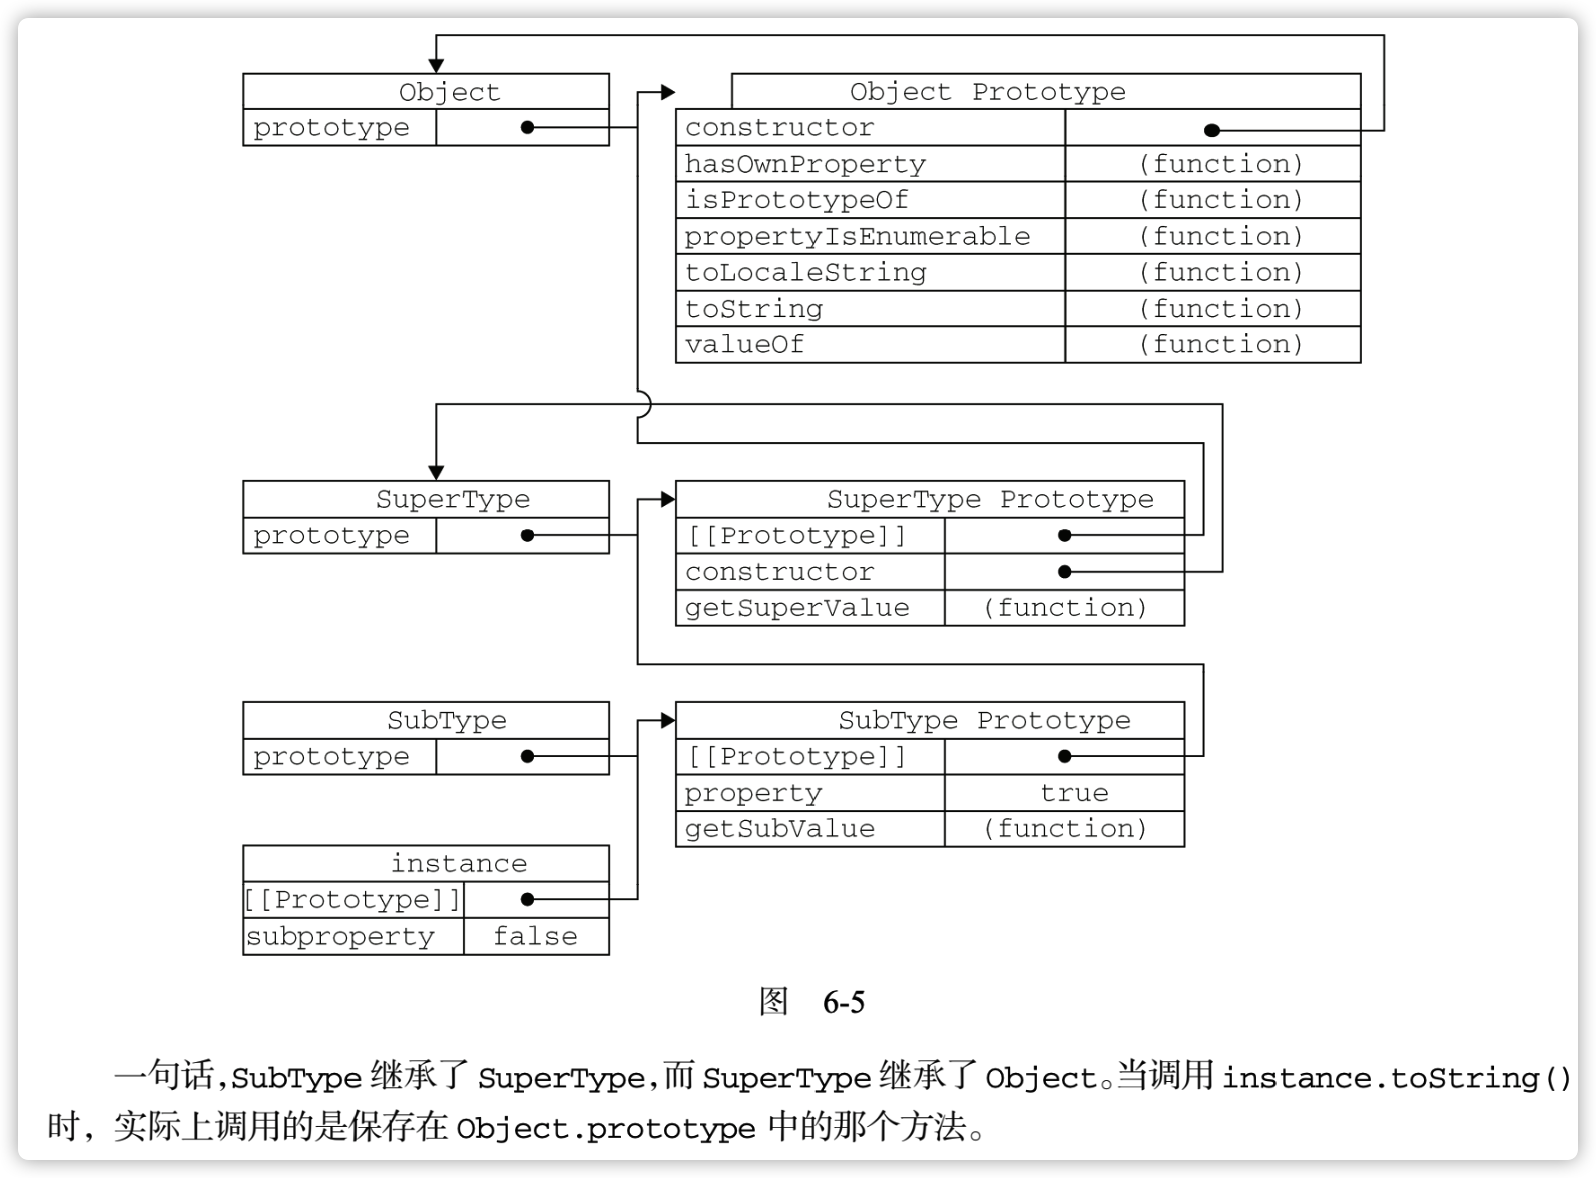 Object
prototype
Object Prototype
constructor
hasOwnProperty (function)
isPrototypeOf (function)
propertyIsEnumerable (function)
toLocaleString (function)
toString (function)
valueOf (function)
SuperType
prototype
SuperType Prototype
[[Prototype]]
constructor
getSuperValue (function)
SubType
prototype
SubType Prototype
[[Prototype]]
property true
getSubValue (function)
instance
[[Prototype]]
subproperty false
图 6-5
一句话,SubType 继承了 SuperType,而 SuperType 继承了 Object。当调用 instance.toString()
时，实际上调用的是保存在 Object.prototype 中的那个方法。